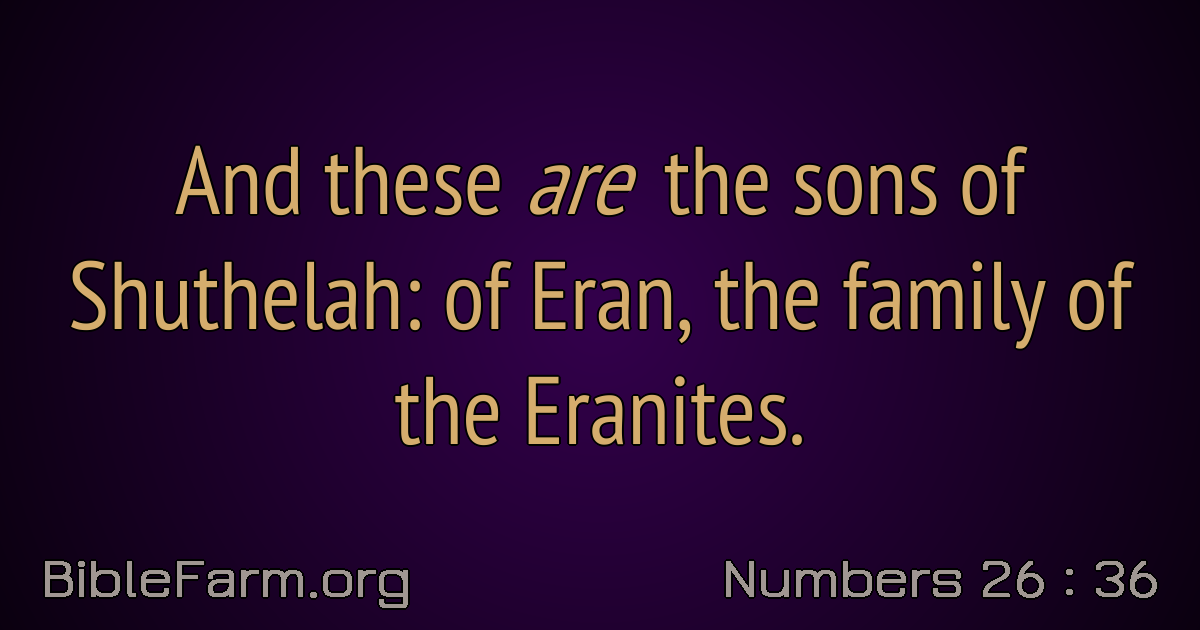 And these are the sons of
Shuthelah: of Eran, the family of
the Eranites.
BibleFarm.org
Numbers 26 : 36